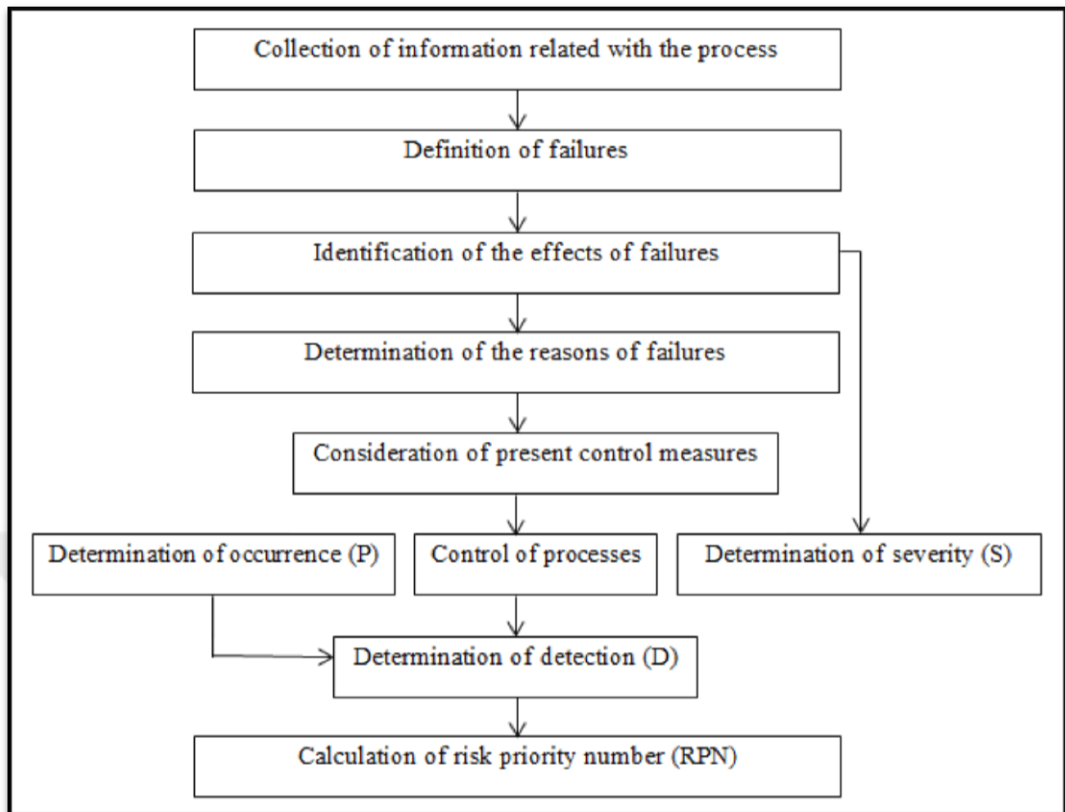 Collection of information related with the process
Definition of failures
Identification of the effects of failures
Determination of the reasons of failures
Consideration of present control measures
Determination of occurrence (P)
Control of processes
Determination of severity (S)
Determination of detection (D)
Calculation of risk priority number (RPN)